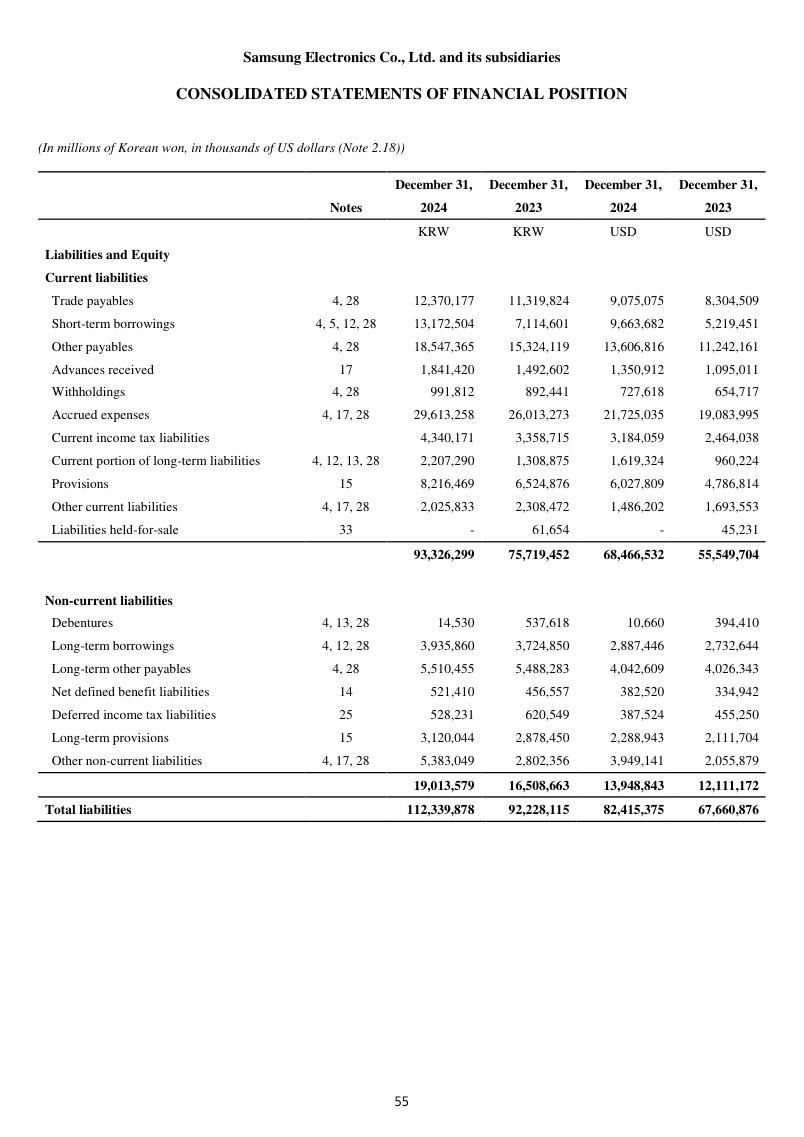 Samsung Electronics Co., Ltd. and its subsidiaries
CONSOLIDATED STATEMENTS OF FINANCIAL POSITION
(In millions of Korean won, in thousands of US dollars (Note 2.18))
December 31, December 31, December 31, December 31,
Notes 2024 2023 2024 2023
KRW KRW USD USD
Liabilities and Equity
Current liabilities
Trade payables 4, 28 12,370,177 11,319,824 9,075,075 8,304,509
Short-term borrowings 4, 5, 12, 28 13,172,504 7,114,601 9,663,682 5,219,451
Other payables 4, 28 18,547,365 15,324,119 13,606,816 11,242,161
Advances received 17 1,841,420 1,492,602 1,350,912 1,095,011
Withholdings 4, 28 991,812 892,441 727,618 654,717
Accrued expenses 4, 17, 28 29,613,258 26,013,273 21,725,035 19,083,995
Current income tax liabilities 4,340,171 3,358,715 3,184,059 2,464,038
Current portion of long-term liabilities 4, 12, 13, 28 2,207,290 1,308,875 1,619,324 960,224
Provisions 15 8,216,469 6,524,876 6,027,809 4,786,814
Other current liabilities 4, 17, 28 2,025,833 2,308,472 1,486,202 1,693,553
Liabilities held-for-sale 33 - 61,654 - 45,231
93,326,299 75,719,452 68,466,532 55,549,704
Non-current liabilities
Debentures 4, 13, 28 14,530 537,618 10,660 394,410
Long-term borrowings 4, 12, 28 3,935,860 3,724,850 2,887,446 2,732,644
Long-term other payables 4, 28 5,510,455 5,488,283 4,042,609 4,026,343
Net defined benefit liabilities 14 521,410 456,557 382,520 334,942
Deferred income tax liabilities 25 528,231 620,549 387,524 455,250
Long-term provisions 15 3,120,044 2,878,450 2,288,943 2,111,704
Other non-current liabilities 4, 17, 28 5,383,049 2,802,356 3,949,141 2,055,879
19,013,579 16,508,663 13,948,843 12,111,172
Total liabilities 112,339,878 92,228,115 82,415,375 67,660,876
55